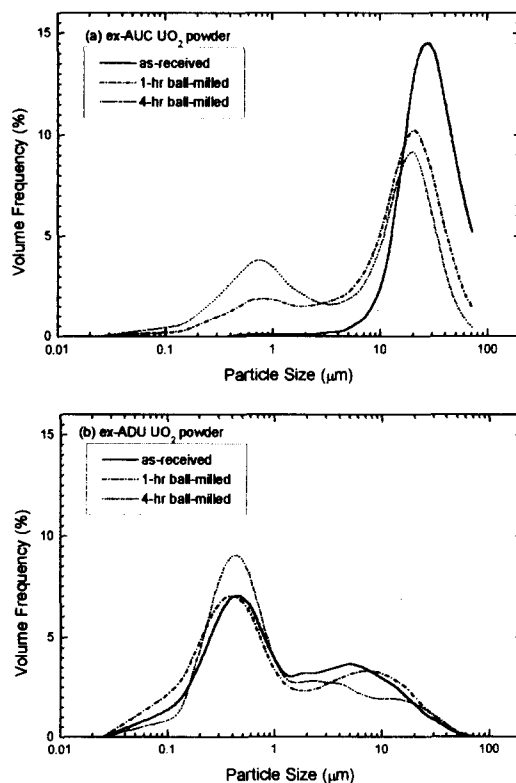 (a) ex-AUC UO₂ powder
as-received
1-hr ball-milled
4-hr ball-milled
Volume Frequency (%)
15
10
5
0
0.01 0.1 1 10 100
Particle Size (μm)
(b) ex-ADU UO₂ powder
as-received
1-hr ball-milled
4-hr ball-milled
Volume Frequency (%)
15
10
5
0
0.01 0.1 1 10 100
Particle Size (μm)